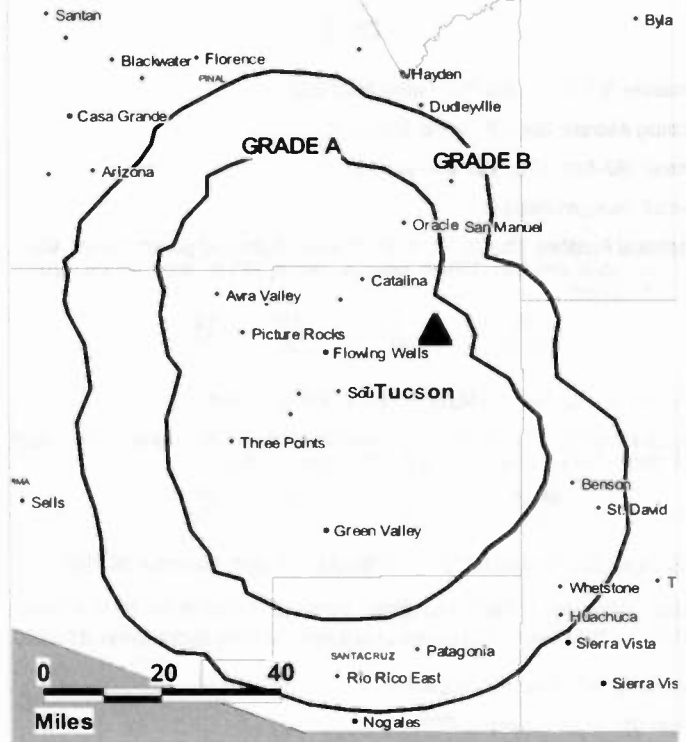 Santan
Byla
Blackwater
Florence
PINAL
Hayden
Dudleyville
Casa Grande
GRADE A
GRADE B
Arizona
Oracle
San Manuel
Catalina
Avra Valley
Picture Rocks
Flowing Wells
Sou
Tucson
Three Points
Benson
Sells
St. David
Green Valley
T
Whetstone
Huachuca
Sierra Vista
Patagonia
SANTACRUZ
Rio Rico East
Sierra Vis
0 20 40
Miles
Nogales